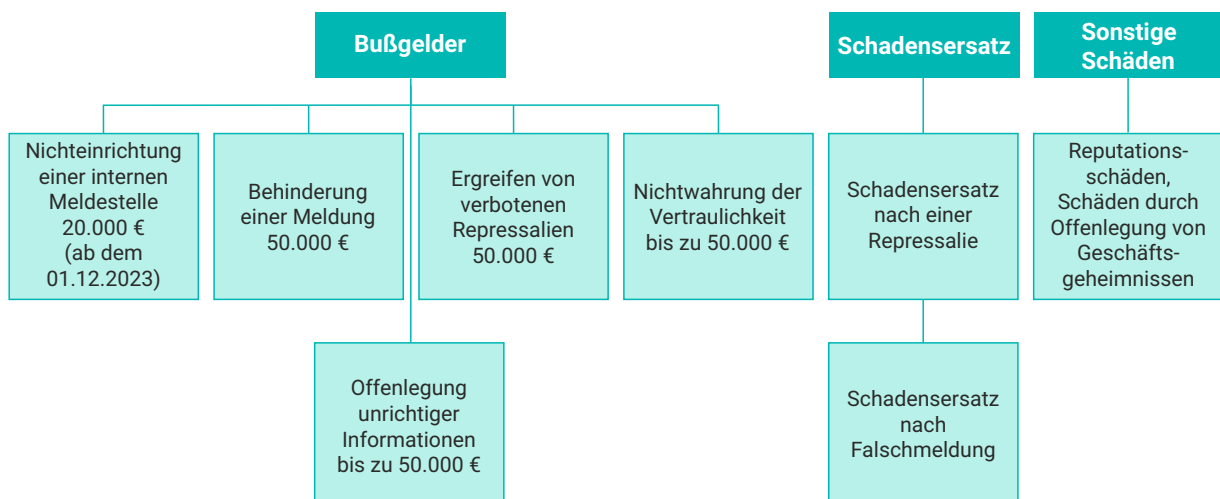 Bußgelder
Nichteinrichtung
einer internen
Meldestelle
20.000 €
(ab dem
01.12.2023)
Behinderung
einer Meldung
50.000 €
Ergreifen von
verbotenen
Repressalien
50.000 €
Nichtwahrung der
Vertraulichkeit
bis zu 50.000 €
Offenlegung
unrichtiger
Informationen
bis zu 50.000 €
Schadensersatz
Schadensersatz
nach einer
Repressalie
Schadensersatz
nach
Falschmeldung
Sonstige
Schäden
Reputations-
schäden,
Schäden durch
Offenlegung von
Geschäfts-
geheimnissen